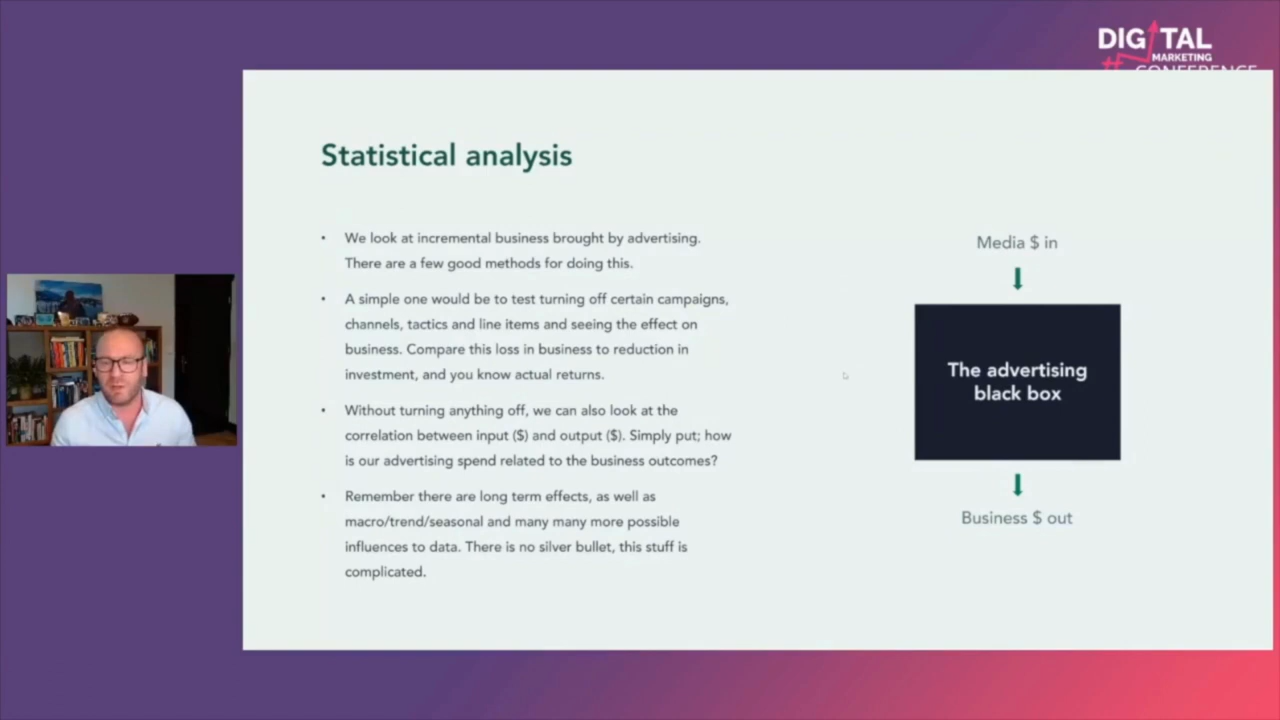 DIGITAL
MARKETING
CONFERENCE
Statistical analysis
• We look at incremental business brought by advertising.
There are a few good methods for doing this.
• A simple one would be to test turning off certain campaigns,
channels, tactics and line items and seeing the effect on
business. Compare this loss in business to reduction in
investment, and you know actual returns.
• Without turning anything off, we can also look at the
correlation between input ($) and output ($). Simply put; how
is our advertising spend related to the business outcomes?
• Remember there are long term effects, as well as
macro/trend/seasonal and many many more possible
influences to data. There is no silver bullet, this stuff is
complicated.
Media $ in
The advertising
black box
Business $ out